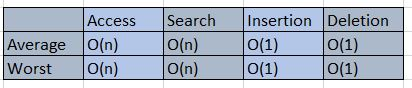 Access Search Insertion Deletion
Average O(n) O(n) O(1) O(1)
Worst O(n) O(n) O(1) O(1)